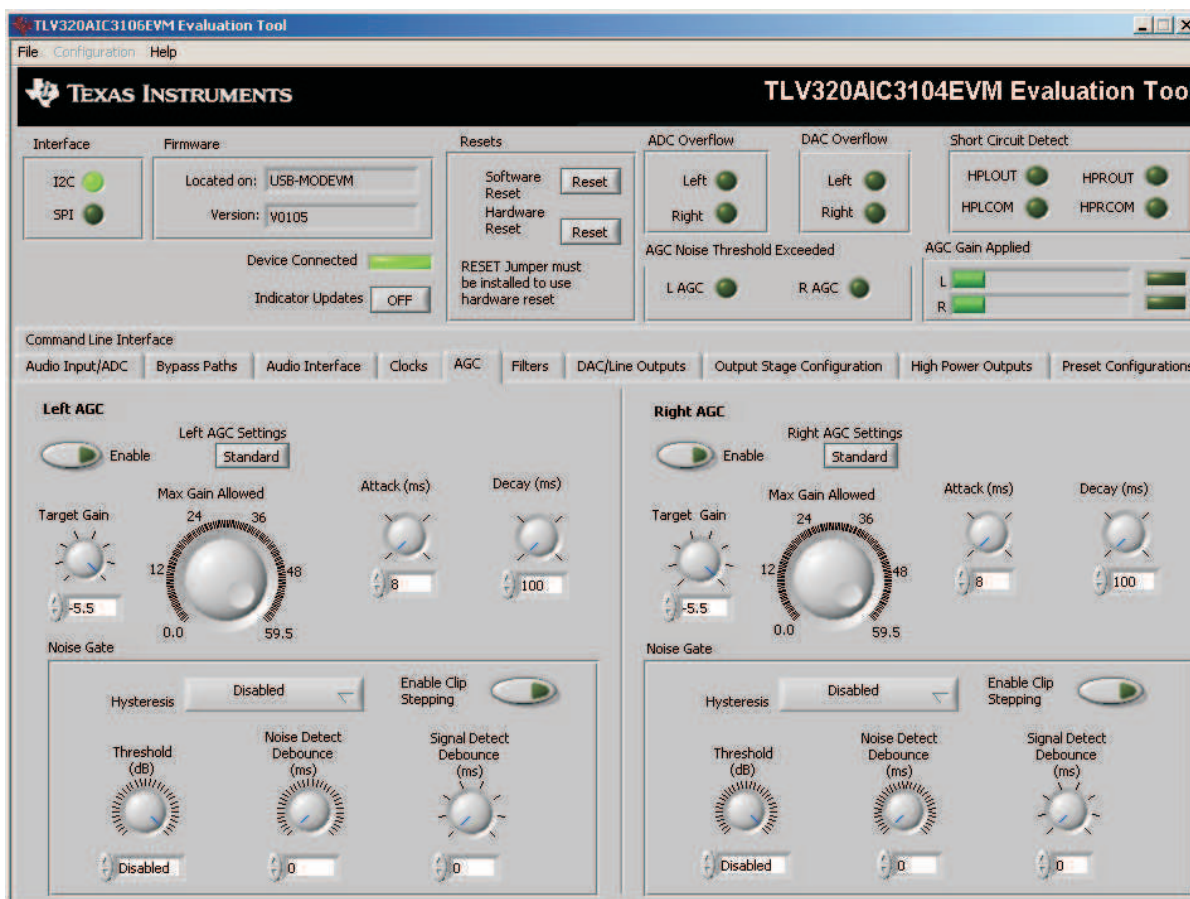 TLV320AIC3106EVM Evaluation Tool
File Configuration Help
TEXAS INSTRUMENTS
TLV320AIC3104EVM Evaluation Tool
Interface
I2C
SPI
Firmware
Located on: USB-MODEVM
Version: V0105
Device Connected
Indicator Updates OFF
Resets
Software Reset Reset
Hardware Reset Reset
RESET Jumper must
be installed to use
hardware reset
ADC Overflow
Left
Right
DAC Overflow
Left
Right
Short Circuit Detect
HPLOUT HPROUT
HPLCOM HPRCOM
AGC Noise Threshold Exceeded
L AGC R AGC
AGC Gain Applied
L
R
Command Line Interface
Audio Input/ADC Bypass Paths Audio Interface Clocks AGC Filters DAC/Line Outputs Output Stage Configuration High Power Outputs Preset Configurations
Left AGC
Enable
Left AGC Settings
Standard
Target Gain
-5.5
Max Gain Allowed
24 36
12 48
0.0 59.5
Attack (ms)
8
Decay (ms)
100
Noise Gate
Hysteresis Disabled
Enable Clip
Stepping
Threshold
(dB)
Disabled
Noise Detect
Debounce
(ms)
0
Signal Detect
Debounce
(ms)
0
Right AGC
Enable
Right AGC Settings
Standard
Target Gain
-5.5
Max Gain Allowed
24 36
12 48
0.0 59.5
Attack (ms)
8
Decay (ms)
100
Noise Gate
Hysteresis Disabled
Enable Clip
Stepping
Threshold
(dB)
Disabled
Noise Detect
Debounce
(ms)
0
Signal Detect
Debounce
(ms)
0